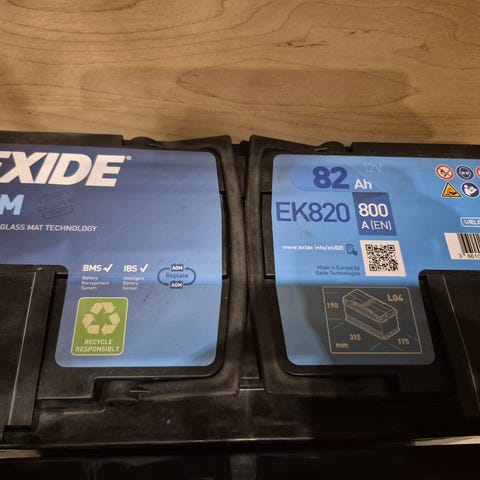 EXIDE®
M
GLASS MAT TECHNOLOGY
BMS ✓
Battery
Management
System
IBS ✓
Intelligent
Battery
Sensor
AGM
Replace
AGM
RECYCLE
RESPONSIBLY
12V
82 Ah
EK820
800
A (EN)
www.exide.info/ek820
Made in Europe by
Exide Technologies
L04
190
315
175
mm